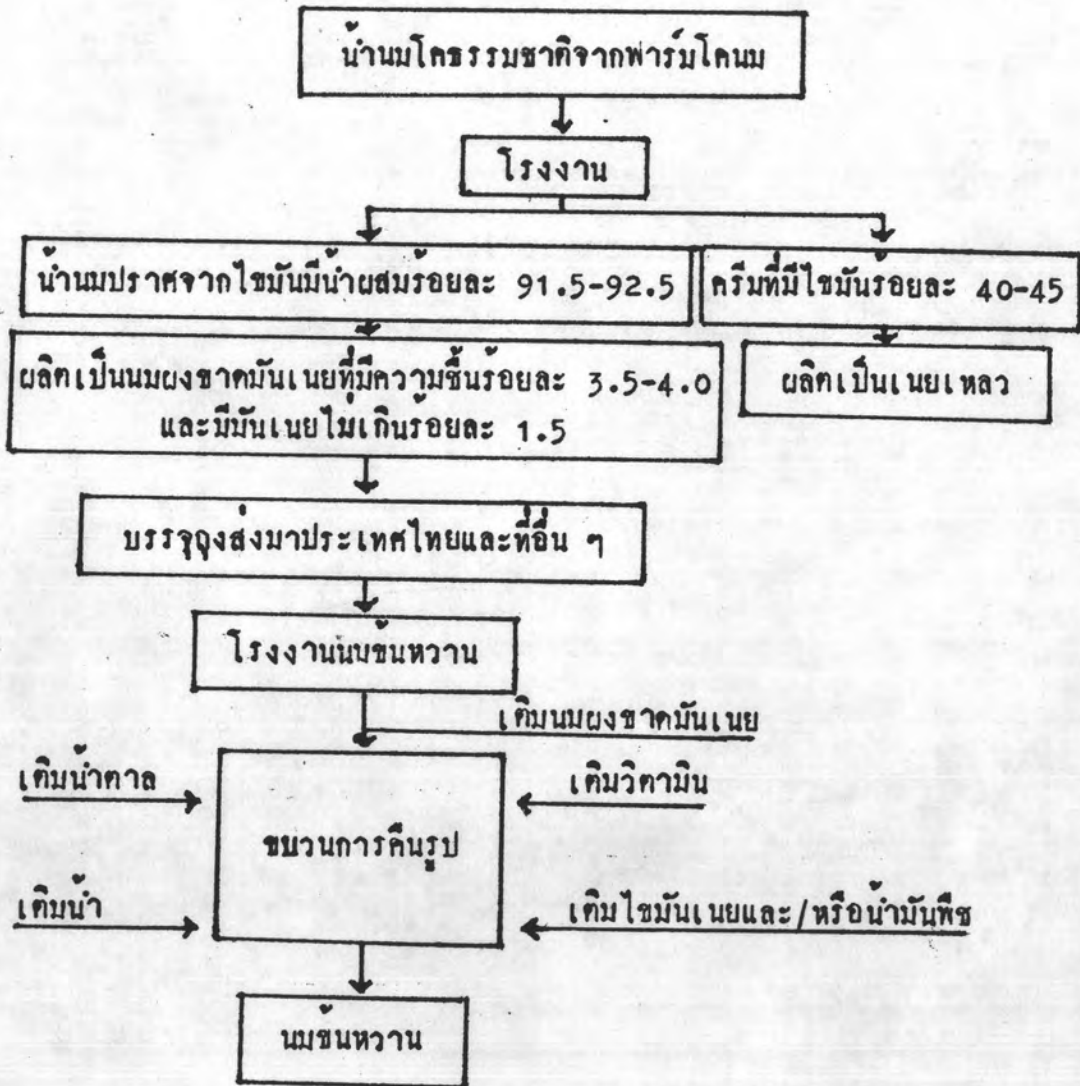 น้ำนมโคธรรมชาติจากฟาร์มโคนม
โรงงาน
น้ำนมปราศจากไขมันมีน้ำผสมร้อยละ 91.5-92.5
ครีมที่มีไขมันร้อยละ 40-45
ผลิตเป็นนมผงขาดมันเนยที่มีความชื้นร้อยละ 3.5-4.0
และมีมันเนยไม่เกินร้อยละ 1.5
ผลิตเป็นเนยเหลว
บรรจุถุงส่งมาประเทศไทยและที่อื่น ๆ
โรงงานนมข้นหวาน
เติมนมผงขาดมันเนย
เติมน้ำตาล
เติมวิตามิน
ขบวนการคืนรูป
เติมน้ำ
เติมไขมันเนยและ/หรือน้ำมันพืช
นมข้นหวาน